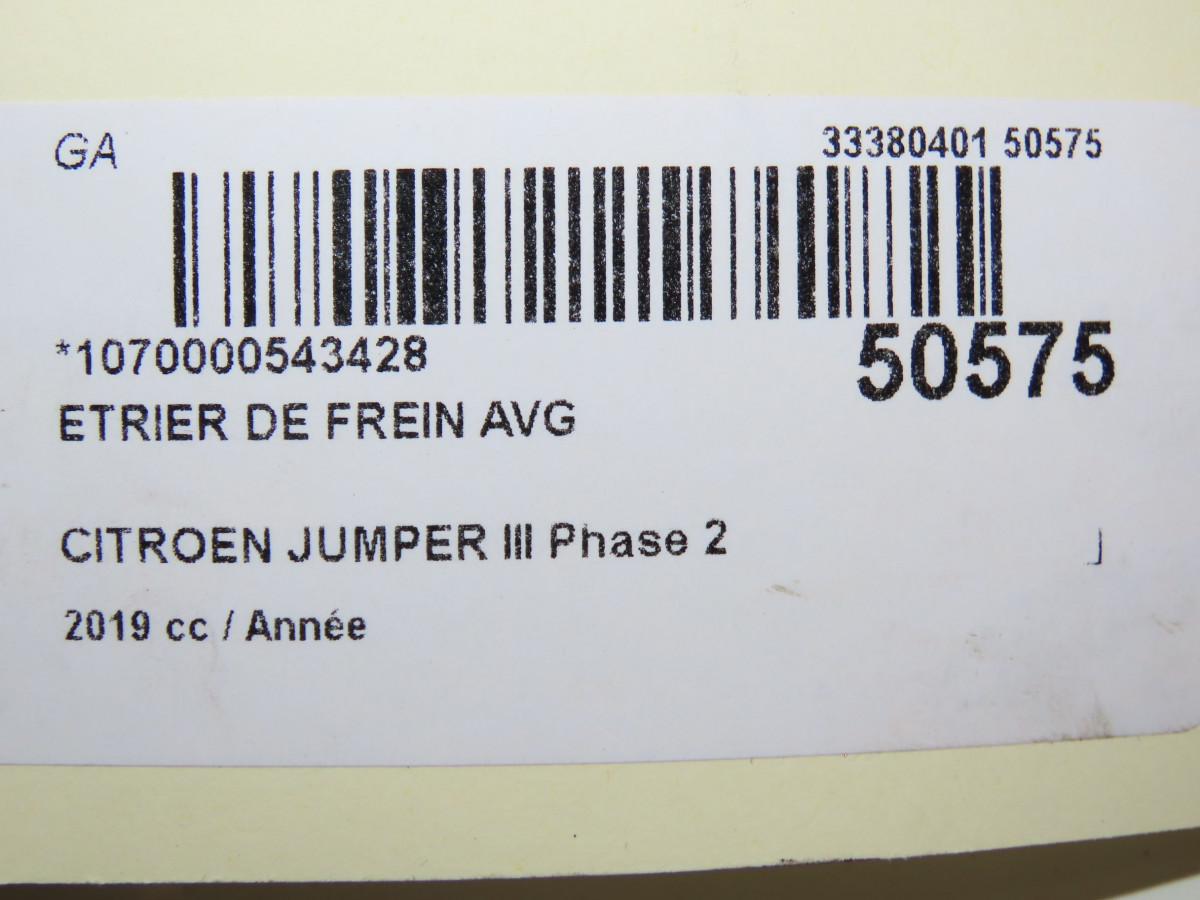 GA
33380401 50575
*1070000543428
50575
ETRIER DE FREIN AVG
CITROEN JUMPER III Phase 2
2019 cc / Année